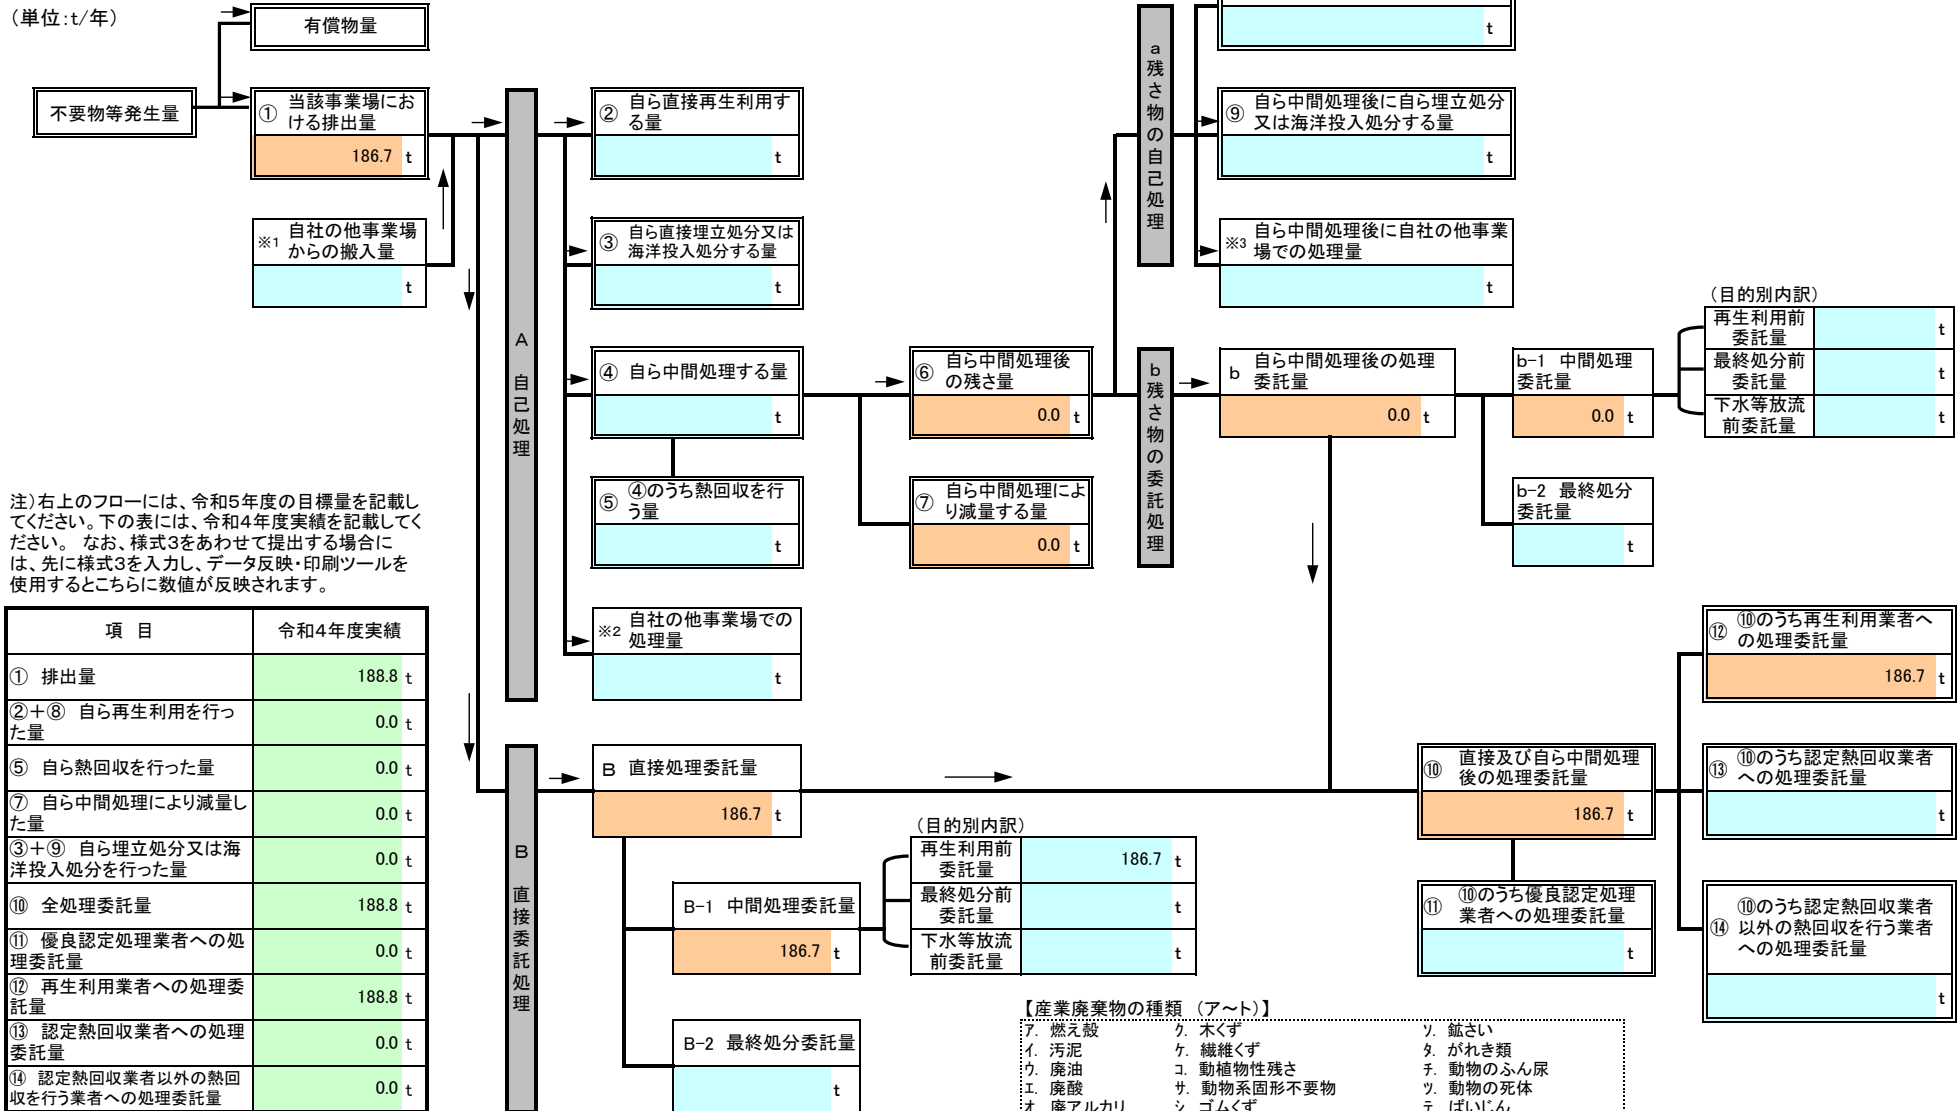 （単位:t/年）
有償物量
不要物等発生量
① 当該事業場にお
ける排出量
186.7 t
※1 自社の他事業場
からの搬入量
t
A 自己処理
② 自ら直接再生利用す
る量
t
③ 自ら直接埋立処分又は
海洋投入処分する量
t
④ 自ら中間処理する量
t
⑤ ④のうち熱回収を行
う量
t
※2 自社の他事業場での
処理量
t
⑥ 自ら中間処理後
の残さ量
0.0 t
⑦ 自ら中間処理によ
り減量する量
0.0 t
a 残さ物の自己処理
t
⑨ 自ら中間処理後に自ら埋立処分
又は海洋投入処分する量
t
※3 自ら中間処理後に自社の他事業
場での処理量
t
b 残さ物の委託処理
b 自ら中間処理後の処理
委託量
0.0 t
b-1 中間処理
委託量
0.0 t
（目的別内訳）
再生利用前
委託量
t
最終処分前
委託量
t
下水等放流
前委託量
t
b-2 最終処分
委託量
t
注）右上のフローには、令和５年度の目標量を記載し
てください。下の表には、令和４年度実績を記載してく
ださい。 なお、様式３をあわせて提出する場合に
は、先に様式３を入力し、データ反映・印刷ツールを
使用するとこちらに数値が反映されます。
項 目 令和４年度実績
① 排出量 188.8 t
②＋⑧ 自ら再生利用を行っ
た量 0.0 t
⑤ 自ら熱回収を行った量 0.0 t
⑦ 自ら中間処理により減量し
た量 0.0 t
③＋⑨ 自ら埋立処分又は海
洋投入処分を行った量 0.0 t
⑩ 全処理委託量 188.8 t
⑪ 優良認定処理業者への処
理委託量 0.0 t
⑫ 再生利用業者への処理委
託量 188.8 t
⑬ 認定熱回収業者への処理
委託量 0.0 t
⑭ 認定熱回収業者以外の熱回
収を行う業者への処理委託量 0.0 t
B 直接委託処理
B 直接処理委託量
186.7 t
B-1 中間処理委託量
186.7 t
（目的別内訳）
再生利用前
委託量
186.7 t
最終処分前
委託量
t
下水等放流
前委託量
t
B-2 最終処分委託量
t
⑩ 直接及び自ら中間処理
後の処理委託量
186.7 t
⑪ ⑩のうち優良認定処理
業者への処理委託量
t
⑫ ⑩のうち再生利用業者へ
の処理委託量
186.7 t
⑬ ⑩のうち認定熱回収業者
への処理委託量
t
⑭ ⑩のうち認定熱回収業者
以外の熱回収を行う業者
への処理委託量
t
【産業廃棄物の種類 （ア～ト）】
ｱ. 燃え殻 ｸ. 木くず ｿ. 鉱さい
ｲ. 汚泥 ｹ. 繊維くず ﾀ. がれき類
ｳ. 廃油 ｺ. 動植物性残さ ﾁ. 動物のふん尿
ｴ. 廃酸 ｻ. 動物系固形不要物 ﾂ. 動物の死体
ｵ. 廃アルカリ ｼ. ゴムくず ﾃ. ばいじん